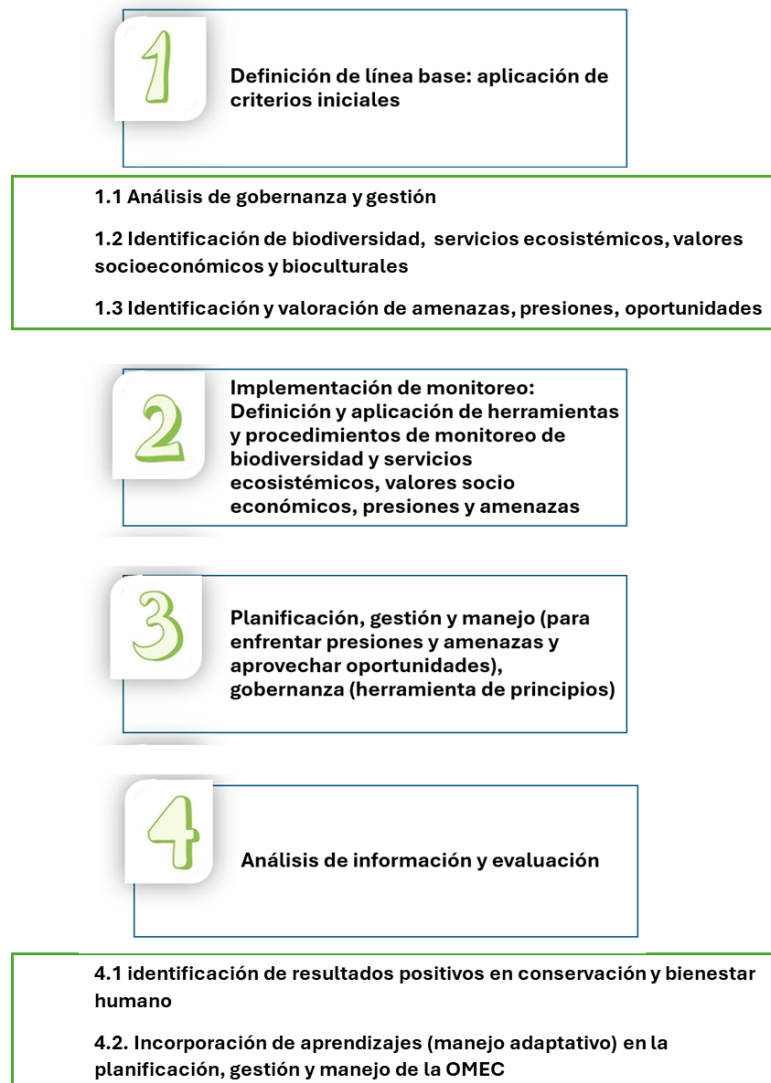 1
Definición de línea base: aplicación de
criterios iniciales
1.1 Análisis de gobernanza y gestión
1.2 Identificación de biodiversidad, servicios ecosistémicos, valores
socioeconómicos y bioculturales
1.3 Identificación y valoración de amenazas, presiones, oportunidades
2
Implementación de monitoreo:
Definición y aplicación de herramientas
y procedimientos de monitoreo de
biodiversidad y servicios
ecosistémicos, valores socio
económicos, presiones y amenazas
3
Planificación, gestión y manejo (para
enfrentar presiones y amenazas y
aprovechar oportunidades),
gobernanza (herramienta de principios)
4
Análisis de información y evaluación
4.1 identificación de resultados positivos en conservación y bienestar
humano
4.2. Incorporación de aprendizajes (manejo adaptativo) en la
planificación, gestión y manejo de la OMEC